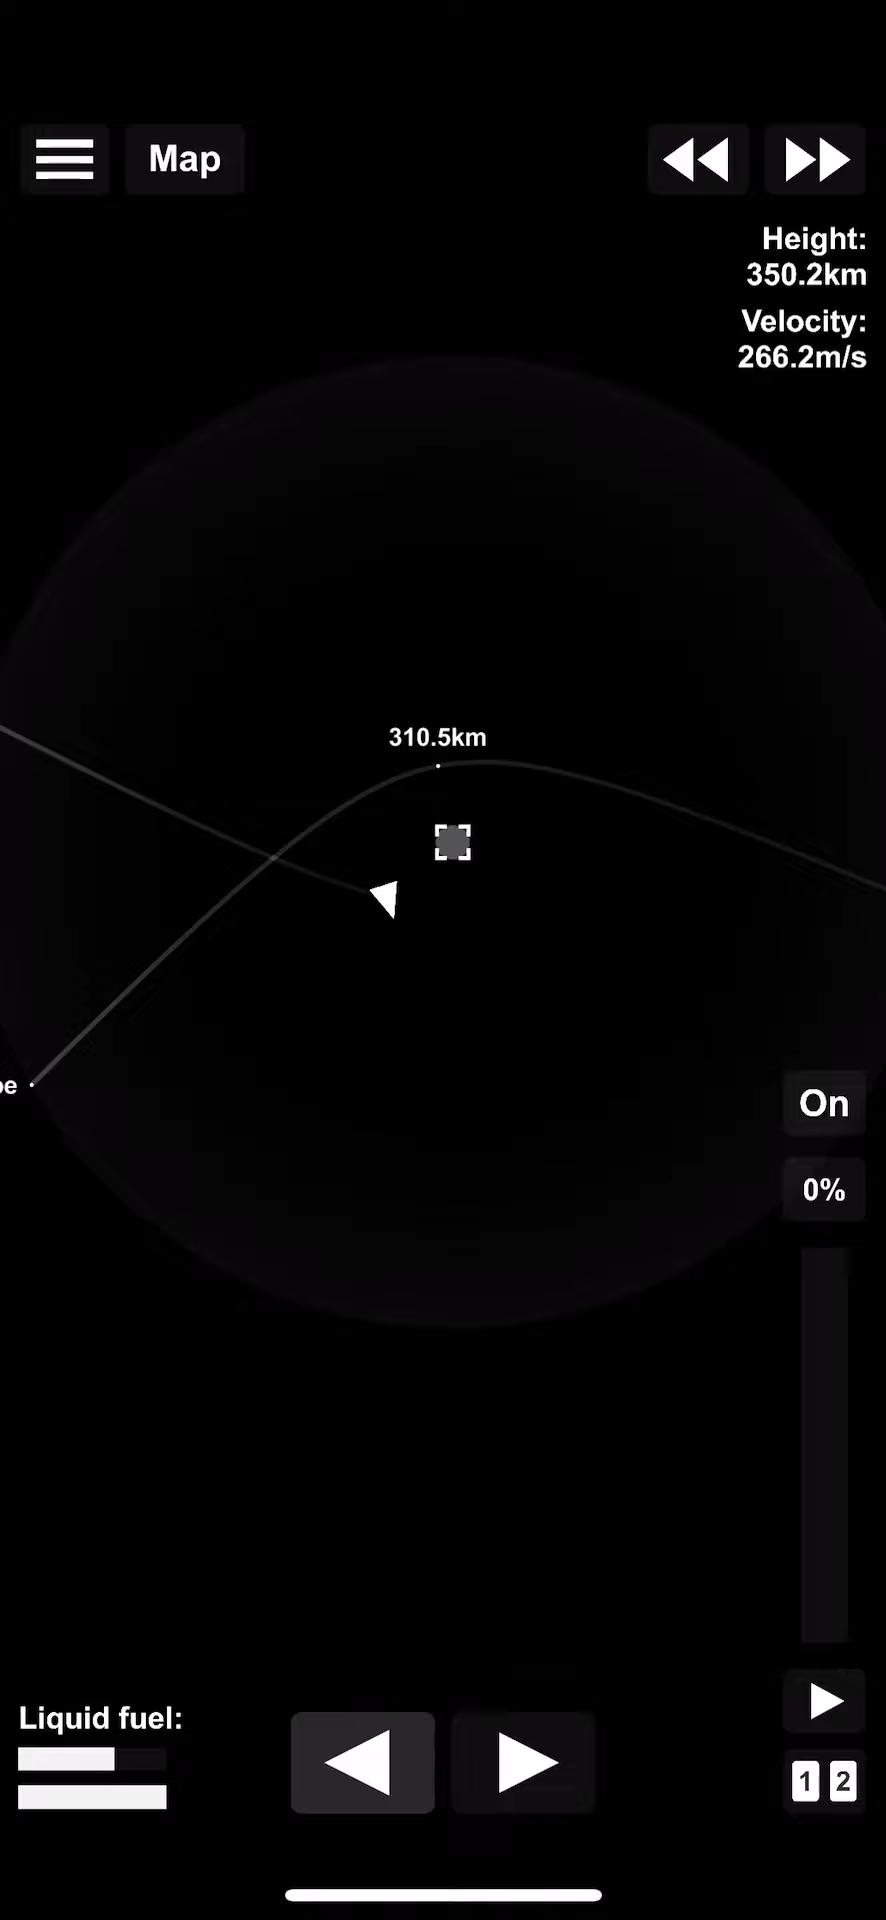 Map
Height:
350.2km
Velocity:
266.2m/s
310.5km
On
0%
Liquid fuel:
1 2